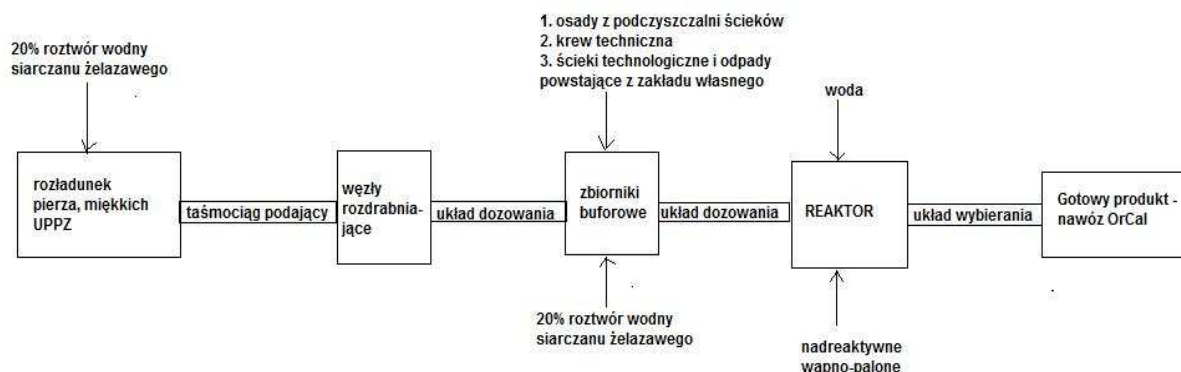 20% roztwór wodny
siarczanu żelazawego
1. osady z podczyszczalni ścieków
2. krew techniczna
3. ścieki technologiczne i odpady
powstające z zakładu własnego
woda
rozładunek
pierza, miękkich
UPPZ
taśmociąg podający
węzły
rozdrabnia-
jące
układ dozowania
zbiorniki
buforowe
układ dozowania
REAKTOR
układ wybierania
Gotowy produkt -
nawóz OrCal
20% roztwór wodny
siarczanu żelazawego
nadreaktywne
wapno-palone